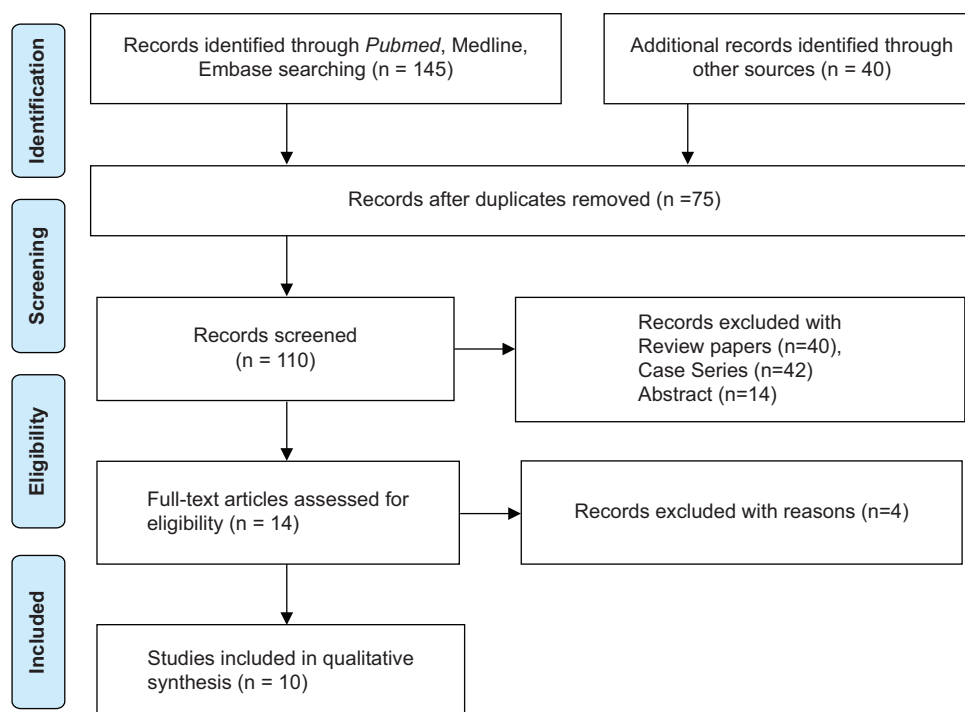 Identification
Records identified through Pubmed, Medline,
Embase searching (n = 145)
Additional records identified through
other sources (n = 40)
Records after duplicates removed (n =75)
Screening
Records screened
(n = 110)
Records excluded with
Review papers (n=40),
Case Series (n=42)
Abstract (n=14)
Eligibility
Full-text articles assessed for
eligibility (n = 14)
Records excluded with reasons (n=4)
Included
Studies included in qualitative
synthesis (n = 10)